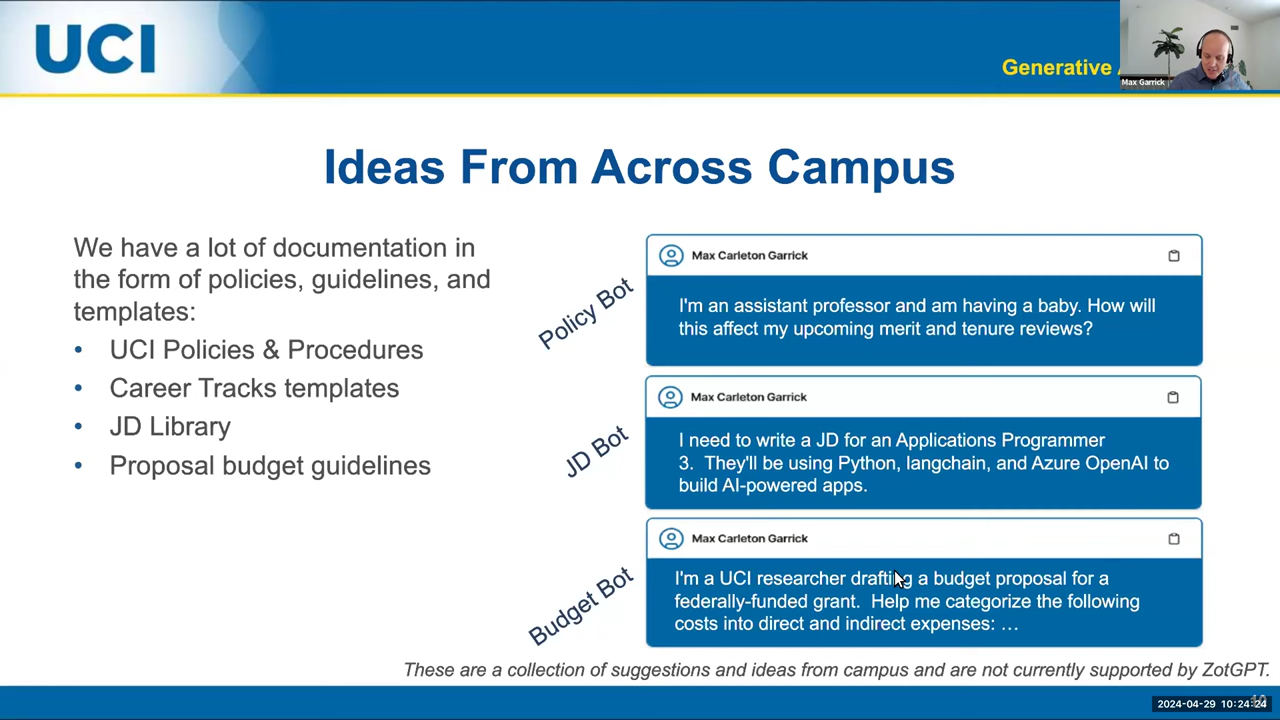 UCI
Generative
Max Garrick
Ideas From Across Campus
We have a lot of documentation in
the form of policies, guidelines, and
templates:
• UCI Policies & Procedures
• Career Tracks templates
• JD Library
• Proposal budget guidelines
Policy Bot
Max Carleton Garrick
I'm an assistant professor and am having a baby. How will
this affect my upcoming merit and tenure reviews?
JD Bot
Max Carleton Garrick
I need to write a JD for an Applications Programmer
3. They'll be using Python, langchain, and Azure OpenAI to
build AI-powered apps.
Budget Bot
Max Carleton Garrick
I'm a UCI researcher drafting a budget proposal for a
federally-funded grant. Help me categorize the following
costs into direct and indirect expenses: …
These are a collection of suggestions and ideas from campus and are not currently supported by ZotGPT.
2024-04-29 10:24:24